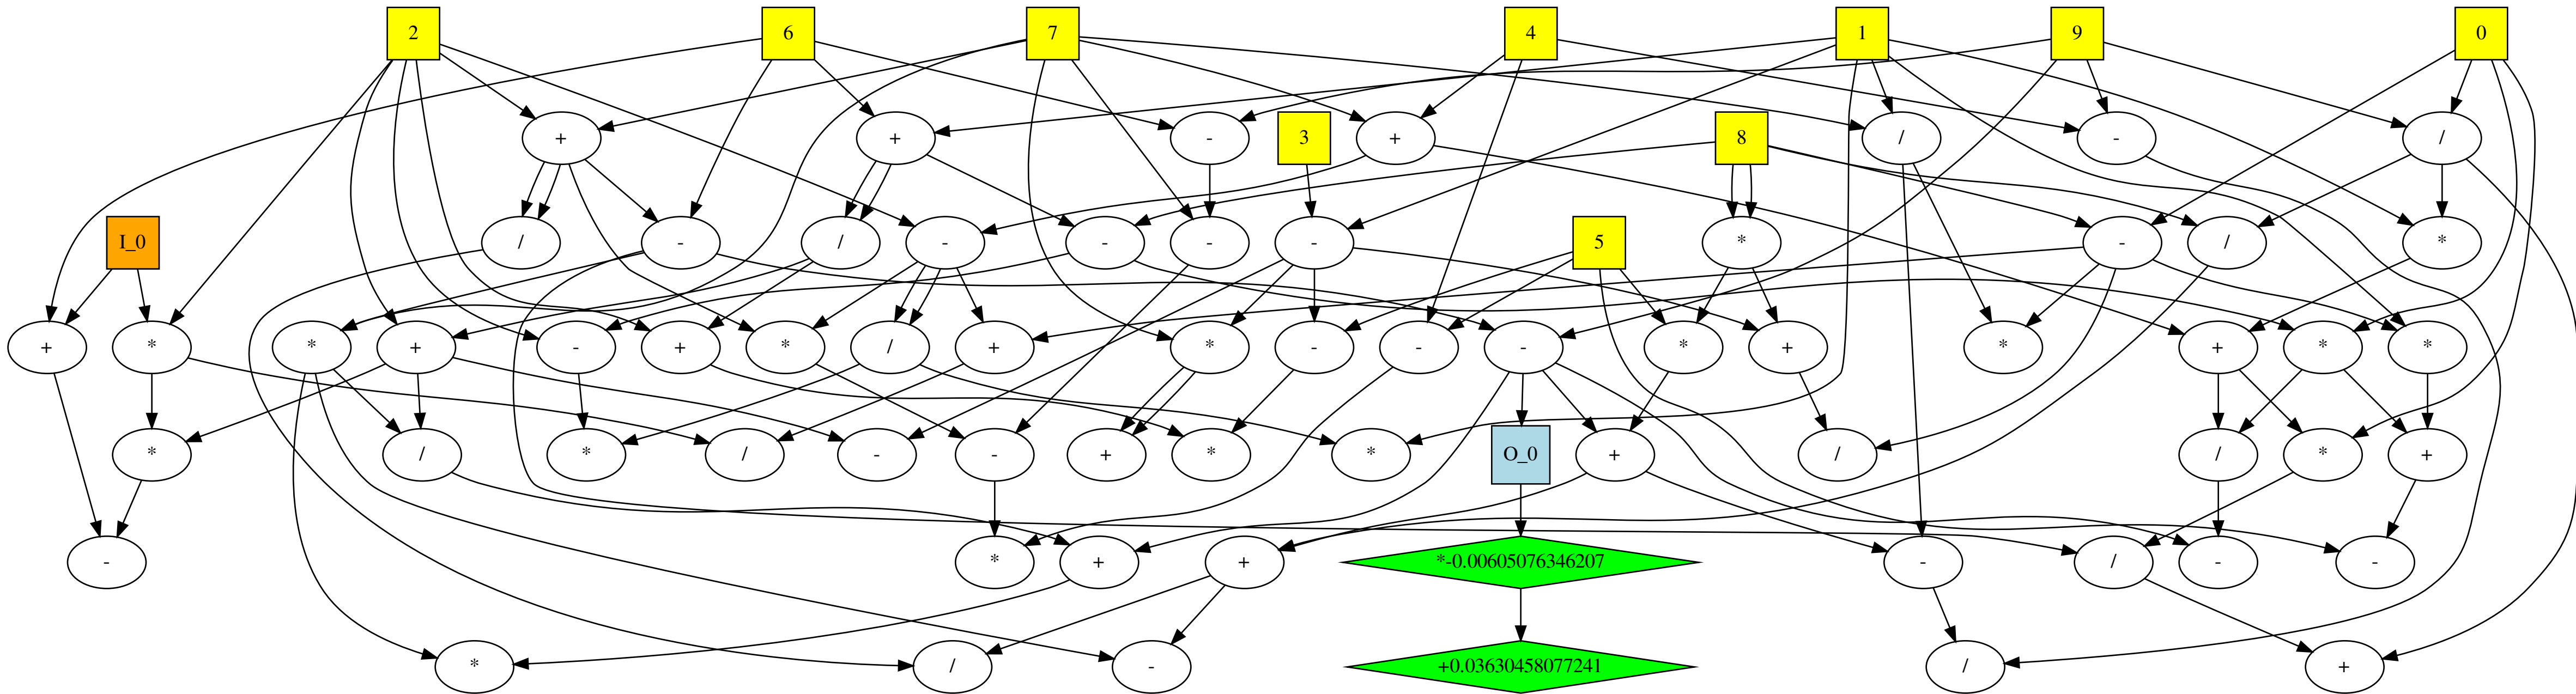 2 6 7 4 1 9 0
+ + - 3 + 8 / - /
I_0 / - / - - - - 5 * - / *
+ * * + - + * / + * - - - * + * + * *
* / * / - - + * * O_0 + / / * +
- * + + *-0.00605076346207 - / - -
* / - +0.03630458077241 / +